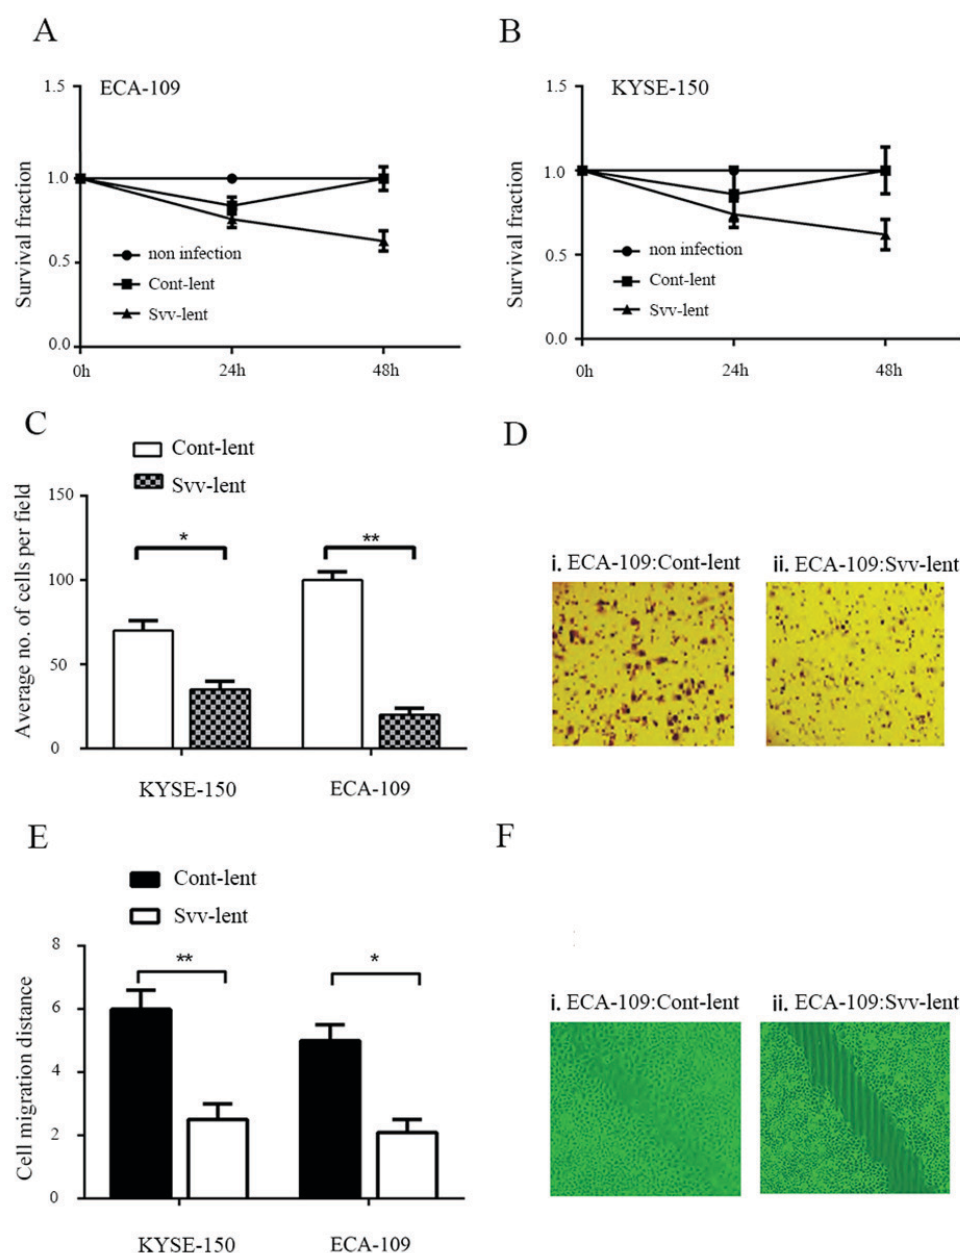 A
ECA-109
1.5
1.0
0.5
0.0
Survival fraction
non infection
Cont-lent
Svv-lent
0h
24h
48h
B
KYSE-150
1.5
1.0
0.5
0.0
Survival fraction
non infection
Cont-lent
Svv-lent
0h
24h
48h
C
Cont-lent
Svv-lent
Average no. of cells per field
150
100
50
0
*
**
KYSE-150
ECA-109
D
i. ECA-109:Cont-lent
ii. ECA-109:Svv-lent
E
Cont-lent
Svv-lent
Cell migration distance
8
6
4
2
0
**
*
KYSE-150
ECA-109
F
i. ECA-109:Cont-lent
ii. ECA-109:Svv-lent